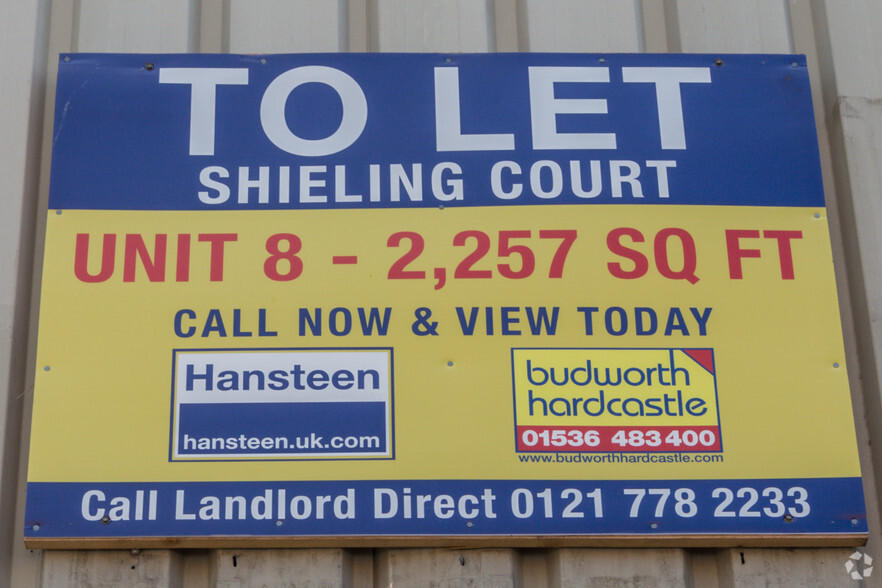 TO LET
SHIELING COURT
UNIT 8 - 2,257 SQ FT
CALL NOW & VIEW TODAY
Hansteen
hansteen.uk.com
budworth
hardcastle
01536 483400
www.budworthhardcastle.com
Call Landlord Direct 0121 778 2233